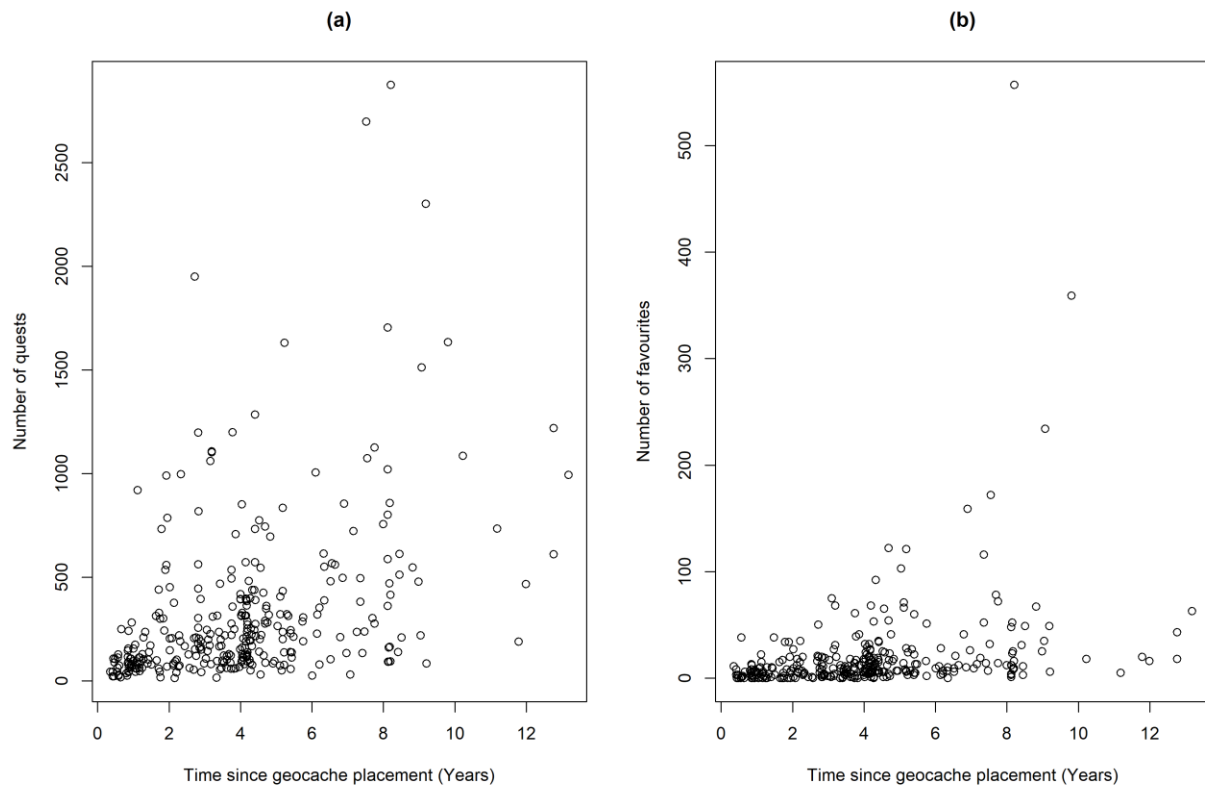 (a)
Number of quests
2500
2000
1500
1000
500
0
0 2 4 6 8 10 12
Time since geocache placement (Years)
(b)
Number of favourites
500
400
300
200
100
0
0 2 4 6 8 10 12
Time since geocache placement (Years)